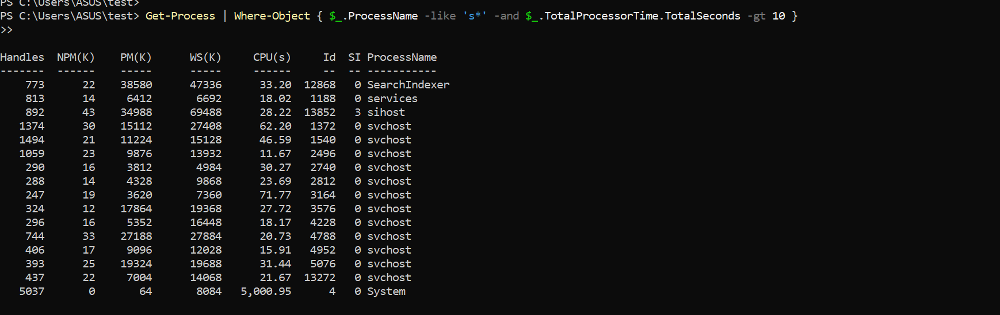 PS C:\Users\ASUS\test>
PS C:\Users\ASUS\test> Get-Process | Where-Object { $_.ProcessName -like 's*' -and $_.TotalProcessorTime.TotalSeconds -gt 10 }
>>
Handles  NPM(K)    PM(K)      WS(K)     CPU(s)     Id  SI ProcessName
-------  ------    -----      -----     ------     --  -- -----------
    773      22    38580      47336      33.20  12868   0 SearchIndexer
    813      14     6412       6692      18.02   1188   0 services
    892      43    34988      69488      28.22  13852   3 sihost
   1374      30    15112      27408      62.20   1372   0 svchost
   1494      21    11224      15128      46.59   1540   0 svchost
   1059      23     9876      13932      11.67   2496   0 svchost
    290      16     3812       4984      30.27   2740   0 svchost
    288      14     4328       9868      23.69   2812   0 svchost
    247      19     3620       7360      71.77   3164   0 svchost
    324      12    17864      19368      27.72   3576   0 svchost
    296      16     5352      16448      18.17   4228   0 svchost
    744      33    27188      27884      20.73   4788   0 svchost
    406      17     9096      12028      15.91   4952   0 svchost
    393      25    19324      19688      31.44   5076   0 svchost
    437      22     7004      14068      21.67  13272   0 svchost
   5037       0       64       8084   5,000.95      4   0 System